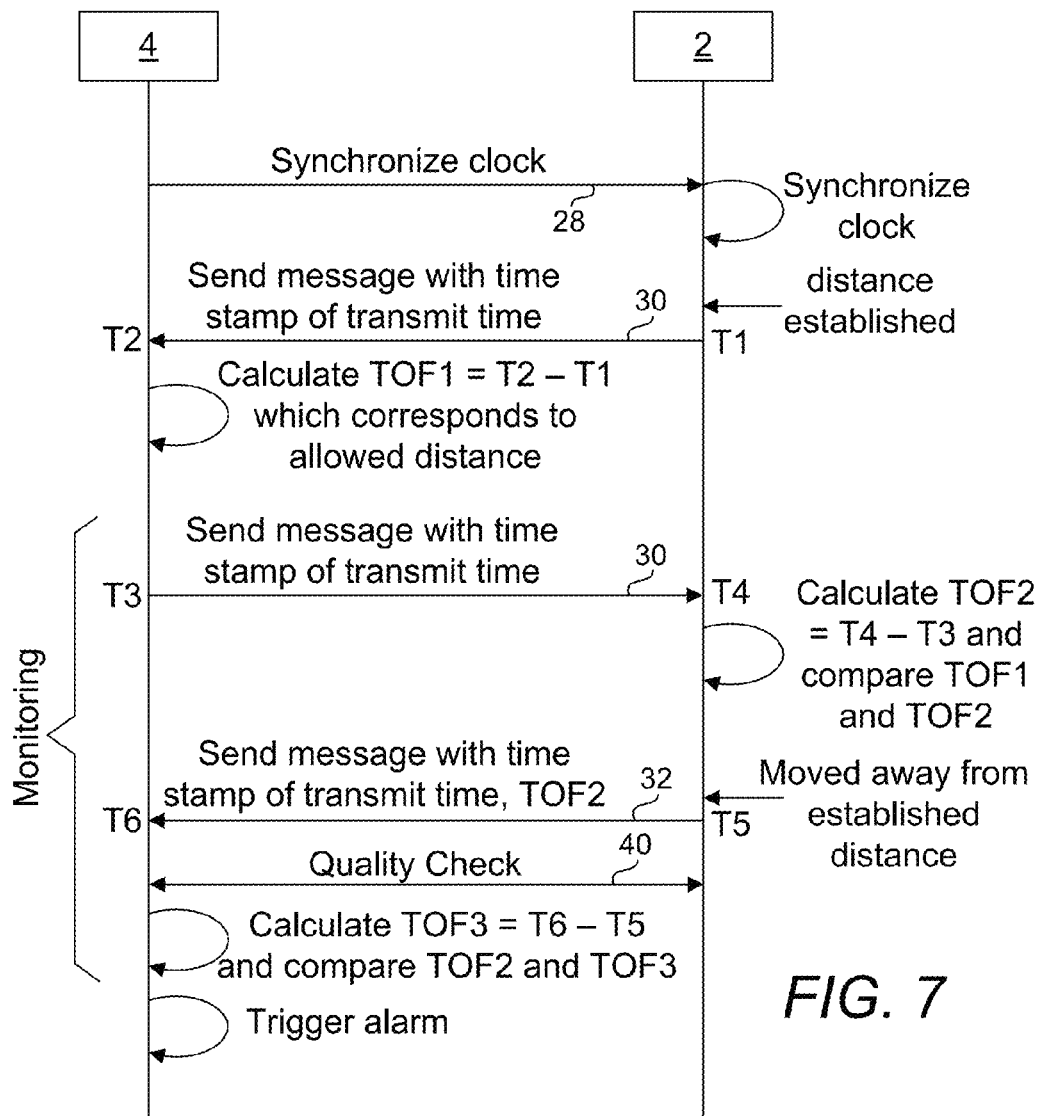 4
2
Synchronize clock
28
Synchronize
clock
Send message with time
stamp of transmit time
30
distance
established
T2
T1
Calculate TOF1 = T2 – T1
which corresponds to
allowed distance
Monitoring
Send message with time
stamp of transmit time
30
T3
T4
Calculate TOF2
= T4 – T3 and
compare TOF1
and TOF2
Send message with time
stamp of transmit time, TOF2
32
Moved away from
established
distance
T6
T5
Quality Check
40
Calculate TOF3 = T6 – T5
and compare TOF2 and TOF3
Trigger alarm
FIG. 7